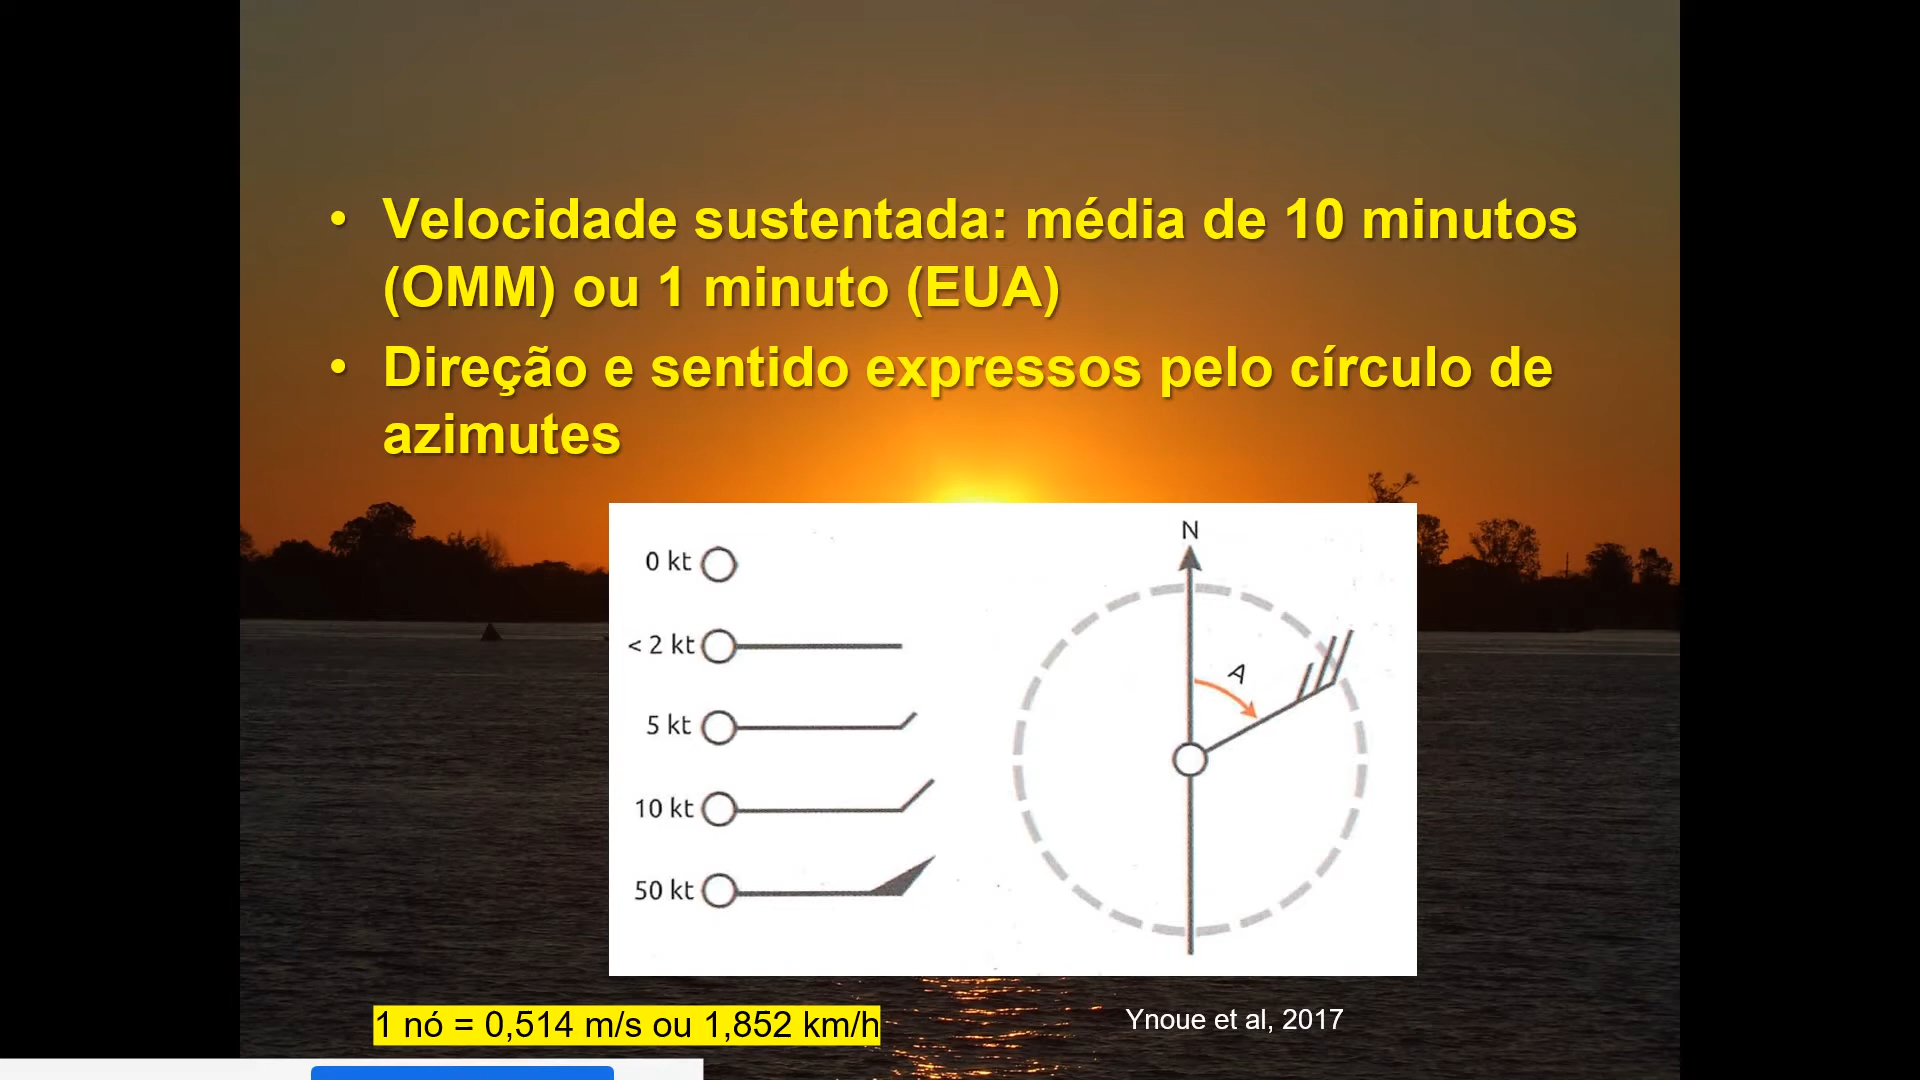 • Velocidade sustentada: média de 10 minutos
(OMM) ou 1 minuto (EUA)
• Direção e sentido expressos pelo círculo de
azimutes
0 kt
< 2 kt
5 kt
10 kt
50 kt
N
A
1 nó = 0,514 m/s ou 1,852 km/h
Ynoue et al, 2017